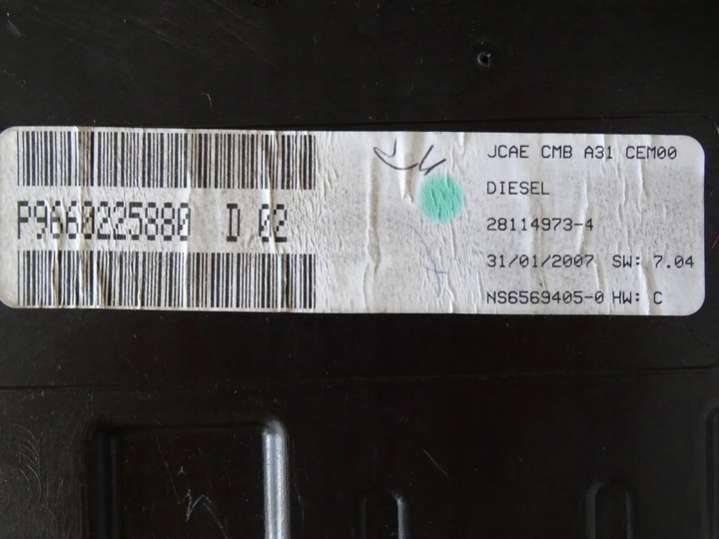 P9660225880 D 02
JCAE CMB A31 CEM00
DIESEL
28114973-4
31/01/2007 SW: 7.04
NS6569405-0 HW: C